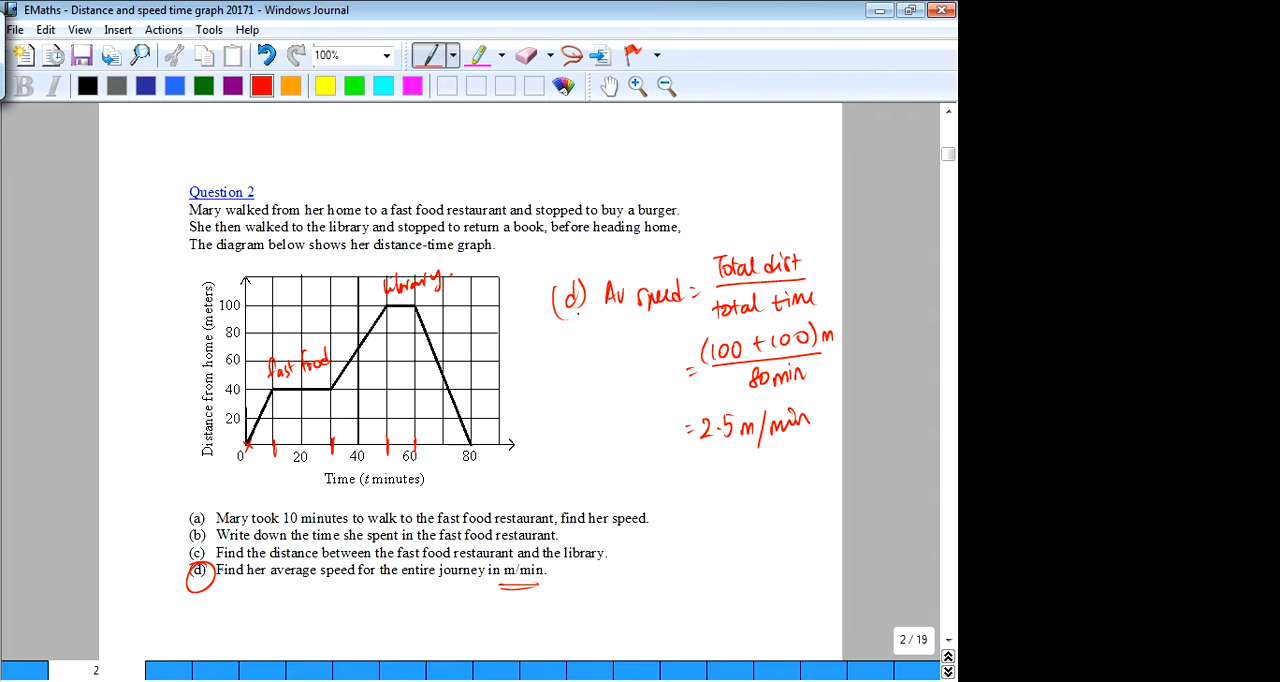 EMaths - Distance and speed time graph 20171 - Windows Journal
File Edit View Insert Actions Tools Help
100%
B I
Question 2
Mary walked from her home to a fast food restaurant and stopped to buy a burger.
She then walked to the library and stopped to return a book, before heading home,
The diagram below shows her distance-time graph.
library.
fast food
Distance from home (meters)
100
80
60
40
20
0 20 40 60 80
Time (t minutes)
(d) Av speed = Total dist / total time
= (100 + 100) m / 80 min
= 2.5 m/min
(a) Mary took 10 minutes to walk to the fast food restaurant, find her speed.
(b) Write down the time she spent in the fast food restaurant.
(c) Find the distance between the fast food restaurant and the library.
(d) Find her average speed for the entire journey in m/min.
2 / 19
2